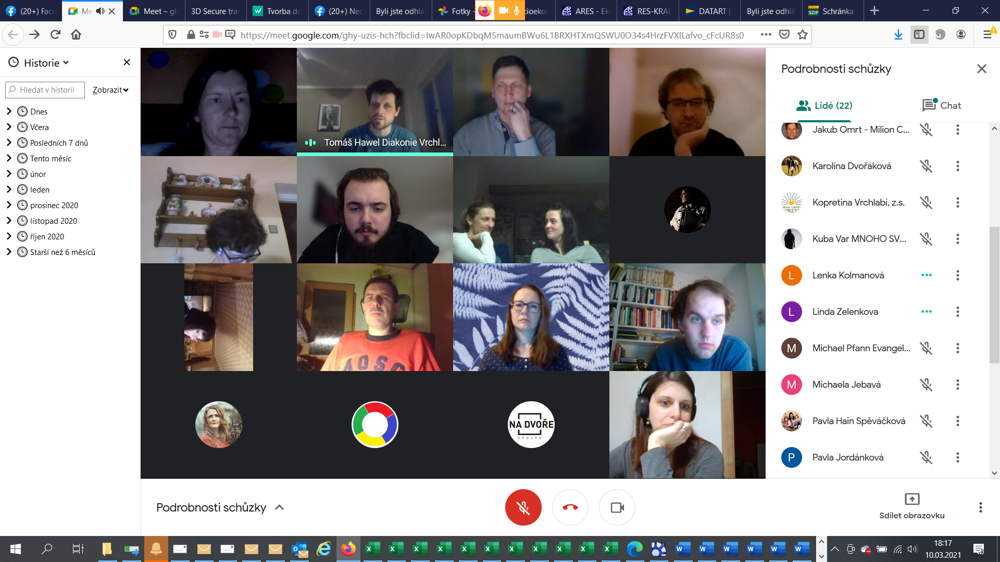 (20+) Fac
Me
Meet – gh
3D Secure tra
Tvorba do
(20+) Neo
Byli jste odhlá
Fotky -
cioekon
ARES - Ek
RES-KRAU
DATART |
Byli jste odhlá
Schránka
https://meet.google.com/ghy-uzis-hch?fbclid=IwAR0opKDbqM5maumBWu6L1BRXHTXmQSWU0O34s4HrzFVXILafvo_cFcUR8s0
Historie
Hledat v historii
Zobrazit
Dnes
Včera
Posledních 7 dnů
Tento měsíc
únor
leden
prosinec 2020
listopad 2020
říjen 2020
Starší než 6 měsíců
Tomáš Hawel Diakonie Vrchl...
NA DVOŘE
SPOLEK
Podrobnosti schůzky
Lidé (22)
Chat
Jakub Omrt - Milion C...
Karolína Dvořáková
Kopretina Vrchlabí, z.s.
Kuba Var MNOHO SV...
L
Lenka Kolmanová
L
Linda Zelenkova
M
Michael Pfann Evangel...
M
Michaela Jebavá
Pavla Hain Spěváčková
P
Pavla Jordánková
Podrobnosti schůzky
Sdílet obrazovku
18:17
10.03.2021